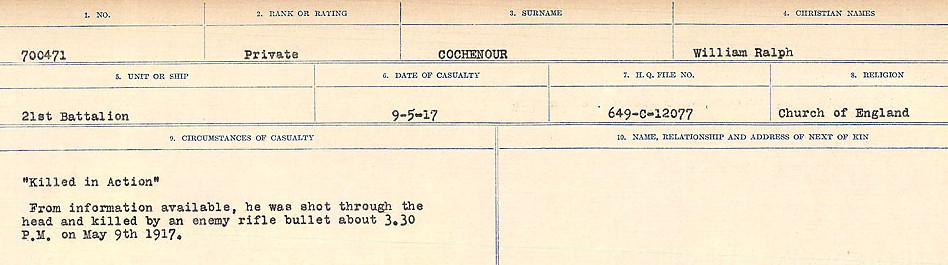 1. NO. 2. RANK OR RATING 3. SURNAME 4. CHRISTIAN NAMES
700471 Private COCHENOUR William Ralph
5. UNIT OR SHIP 6. DATE OF CASUALTY 7. H.Q. FILE NO. 8. RELIGION
21st Battalion 9-5-17 649-C-12077 Church of England
9. CIRCUMSTANCES OF CASUALTY 10. NAME, RELATIONSHIP AND ADDRESS OF NEXT OF KIN
"Killed in Action"
From information available, he was shot through the
head and killed by an enemy rifle bullet about 3.30
P.M. on May 9th 1917.